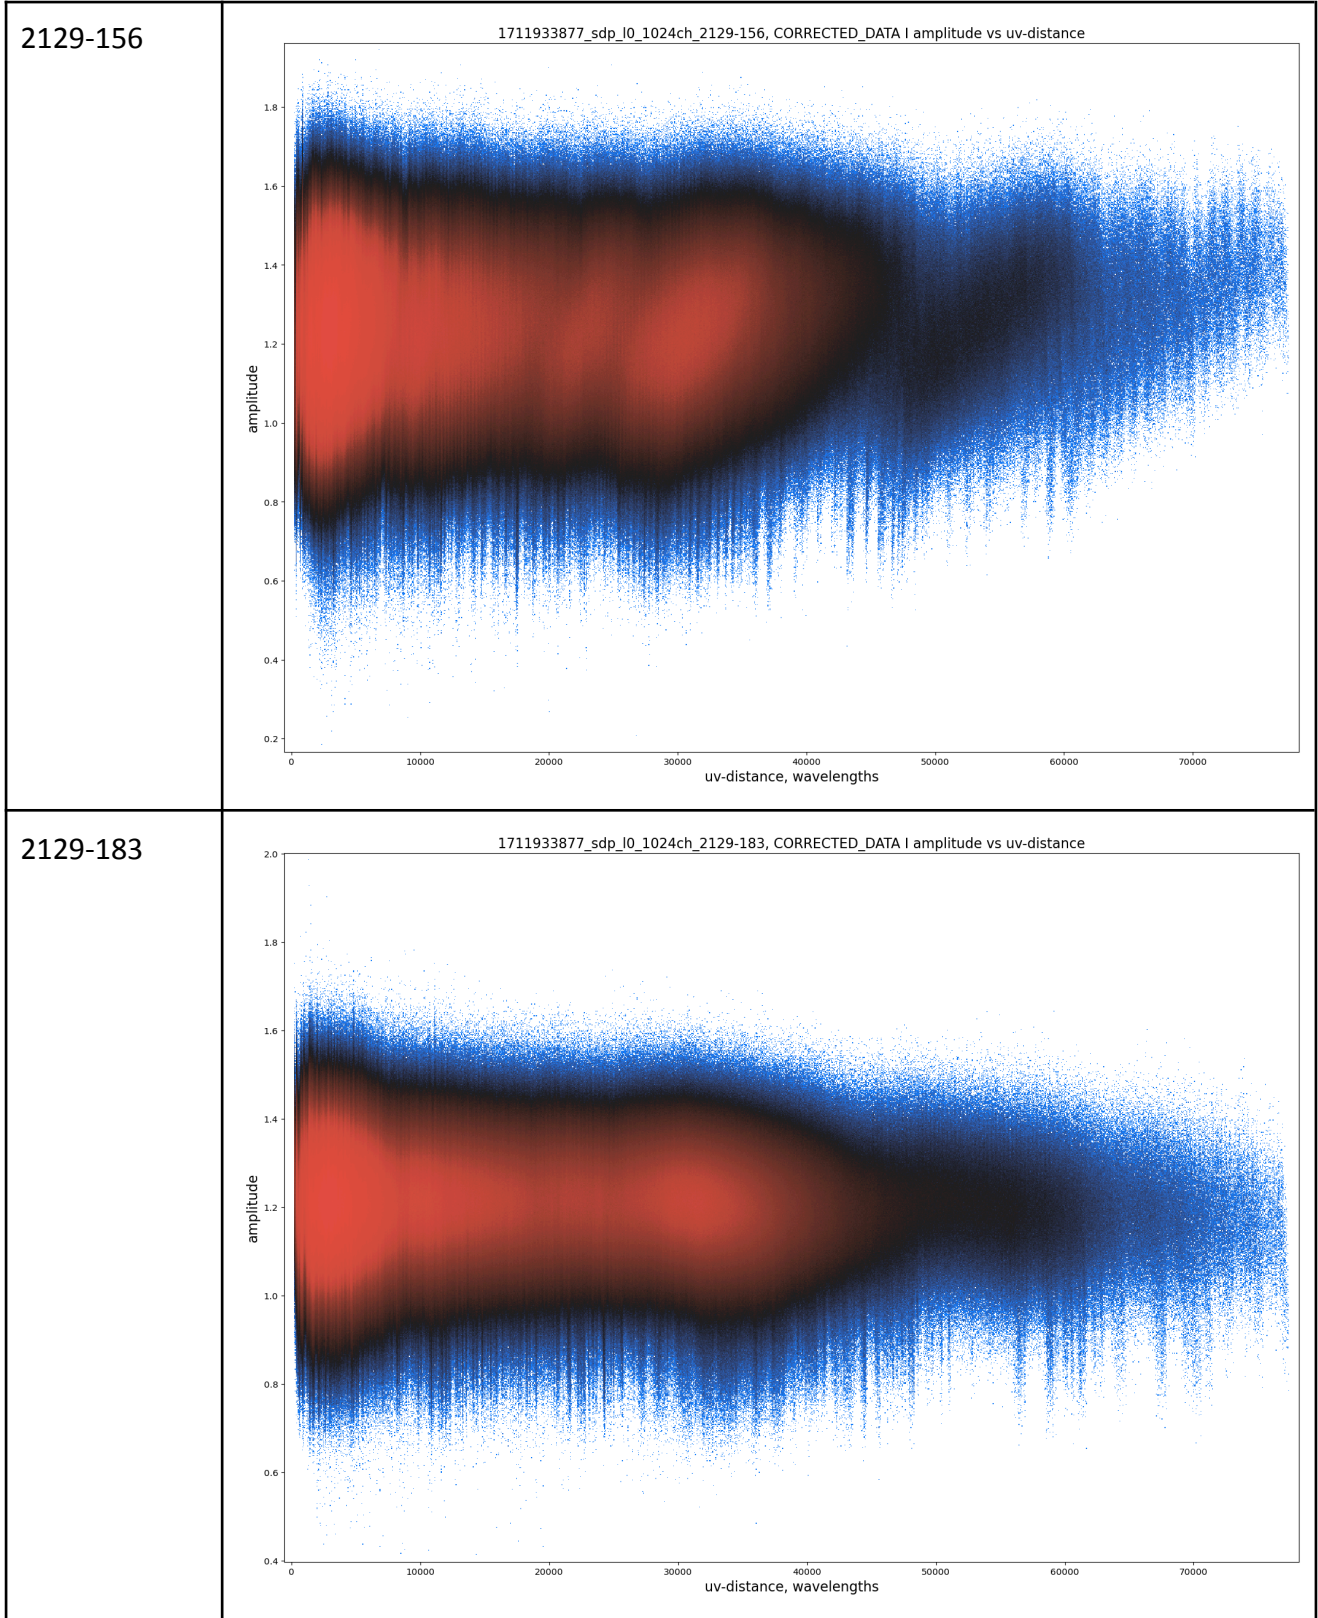 2129-156
1711933877_sdp_l0_1024ch_2129-156, CORRECTED_DATA I amplitude vs uv-distance
1.8
1.6
1.4
1.2
1.0
0.8
0.6
0.4
0.2
amplitude
0 10000 20000 30000 40000 50000 60000 70000
uv-distance, wavelengths
2129-183
1711933877_sdp_l0_1024ch_2129-183, CORRECTED_DATA I amplitude vs uv-distance
2.0
1.8
1.6
1.4
1.2
1.0
0.8
0.6
0.4
amplitude
0 10000 20000 30000 40000 50000 60000 70000
uv-distance, wavelengths